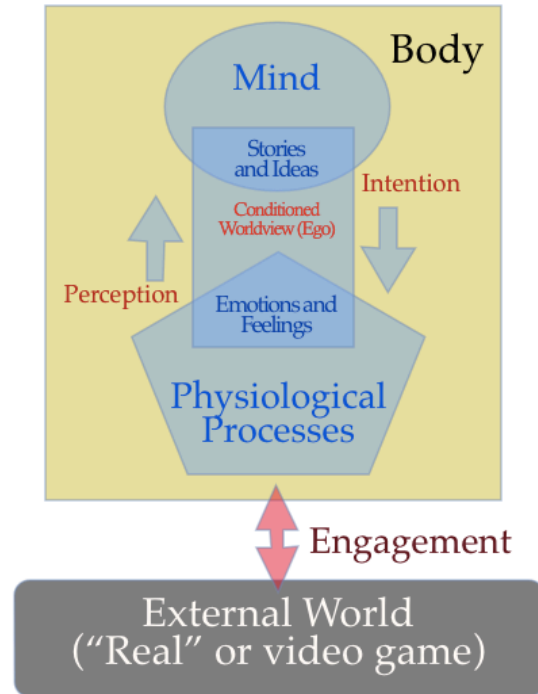 Body
Mind
Stories
and Ideas
Intention
Conditioned
Worldview (Ego)
Perception
Emotions and
Feelings
Physiological
Processes
Engagement
External World
(“Real” or video game)